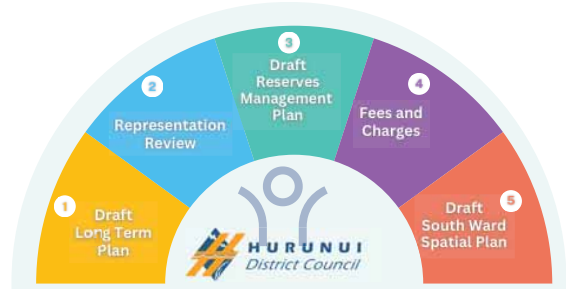 1
Draft
Long Term
Plan
2
Representation
Review
3
Draft
Reserves
Management
Plan
4
Fees and
Charges
5
Draft
South Ward
Spatial Plan
HURUNUI
District Council